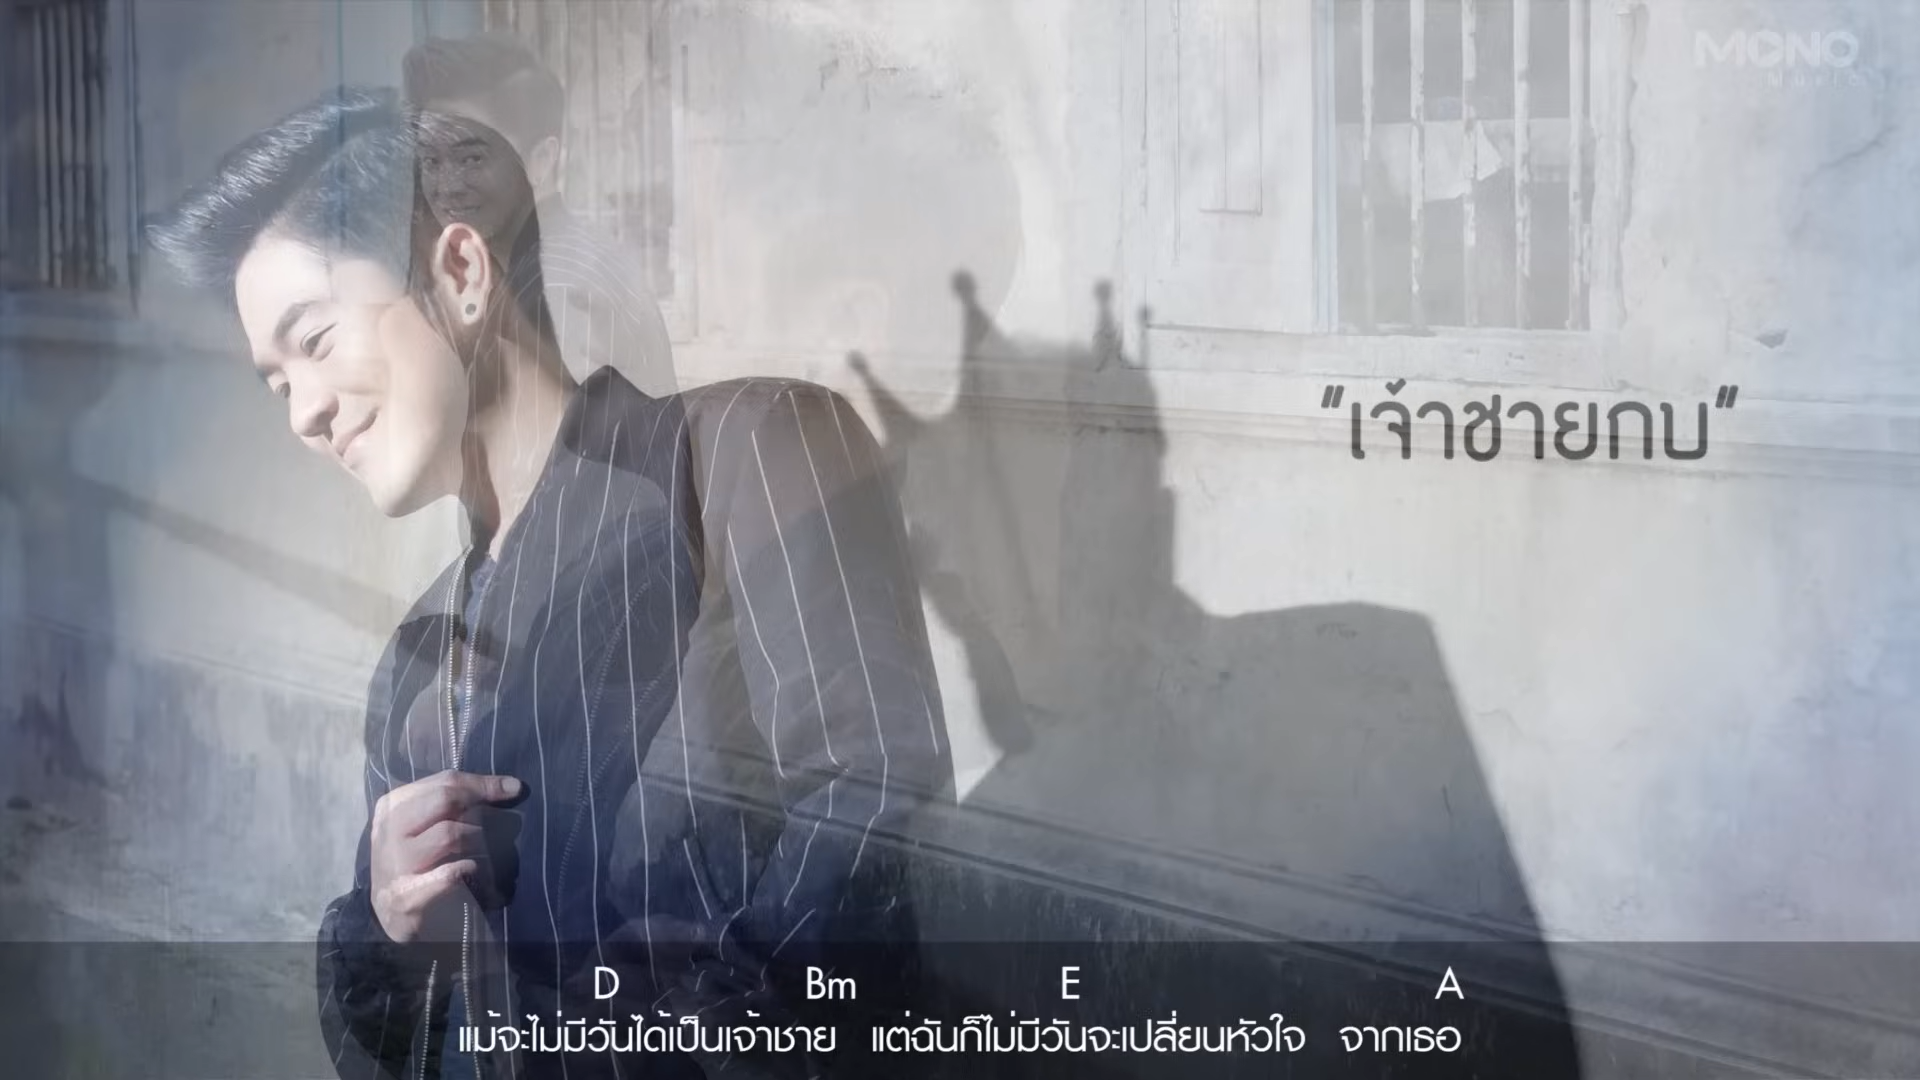 MONO
MUSIC
"เจ้าชายกบ"
D Bm E A
แม้จะไม่มีวันได้เป็นเจ้าชาย แต่ฉันก็ไม่มีวันจะเปลี่ยนหัวใจ จากเธอ